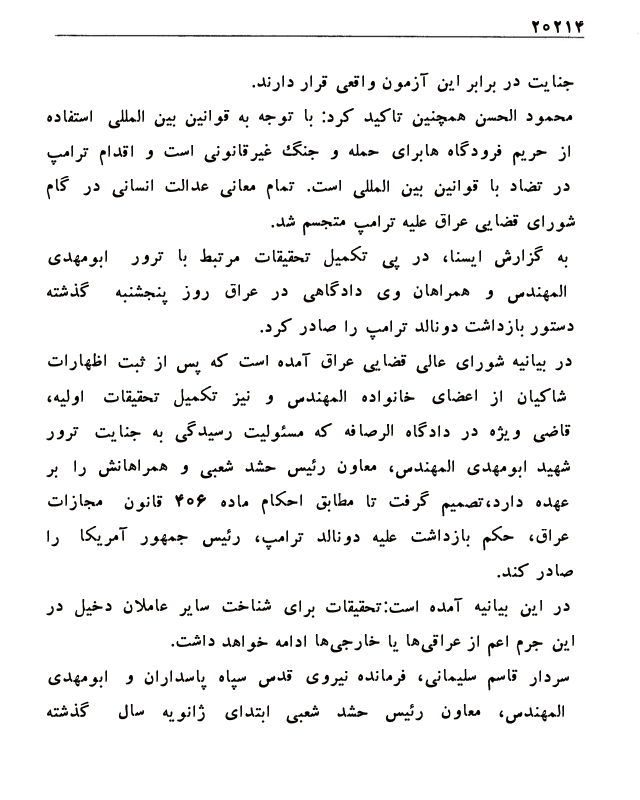 ۲۰۲۱۴
جنایت در برابر این آزمون واقعی قرار دارند.
محمود الحسن همچنین تاکید کرد: با توجه به قوانین بین المللی استفاده
از حریم فرودگاه هابرای حمله و جنگ غیرقانونی است و اقدام ترامپ
در تضاد با قوانین بین المللی است. تمام معانی عدالت انسانی در گام
شورای قضایی عراق علیه ترامپ متجسم شد.
به گزارش ایسنا، در پی تکمیل تحقیقات مرتبط با ترور ابومهدی
المهندس و همراهان وی دادگاهی در عراق روز پنجشنبه گذشته
دستور بازداشت دونالد ترامپ را صادر کرد.
در بیانیه شورای عالی قضایی عراق آمده است که پس از ثبت اظهارات
شاکیان از اعضای خانواده المهندس و نیز تکمیل تحقیقات اولیه،
قاضی ویژه در دادگاه الرصافه که مسئولیت رسیدگی به جنایت ترور
شهید ابومهدی المهندس، معاون رئیس حشد شعبی و همراهانش را بر
عهده دارد،تصمیم گرفت تا مطابق احکام ماده ۴۰۶ قانون مجازات
عراق، حکم بازداشت علیه دونالد ترامپ، رئیس جمهور آمریکا را
صادر کند.
در این بیانیه آمده است:تحقیقات برای شناخت سایر عاملان دخیل در
این جرم اعم از عراقی‌ها یا خارجی‌ها ادامه خواهد داشت.
سردار قاسم سلیمانی، فرمانده نیروی قدس سپاه پاسداران و ابومهدی
المهندس، معاون رئیس حشد شعبی ابتدای ژانویه سال گذشته